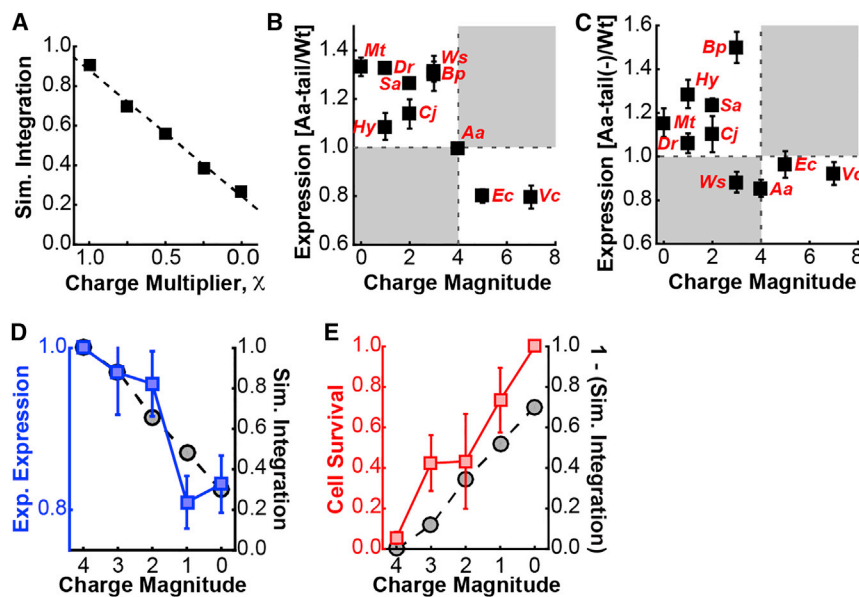 A
Sim. Integration
1.0
0.8
0.6
0.4
0.2
0.0
1.0
0.5
0.0
Charge Multiplier, χ
B
Expression [Aa-tail/Wt]
1.4
1.2
1.0
0.8
0.6
Mt
Dr
Ws
Bp
Sa
Hy
Cj
Aa
Ec
Vc
0
2
4
6
8
Charge Magnitude
C
Expression [Aa-tail(-)/Wt]
1.6
1.4
1.2
1.0
0.8
0.6
Bp
Hy
Mt
Sa
Dr
Cj
Ws
Aa
Ec
Vc
0
2
4
6
8
Charge Magnitude
D
Exp. Expression
1.0
0.8
1.0
0.8
0.6
0.4
0.2
0.0
Sim. Integration
4
3
2
1
0
Charge Magnitude
E
Cell Survival
1.0
0.8
0.6
0.4
0.2
0.0
1.0
0.8
0.6
0.4
0.2
0.0
1 - (Sim. Integration)
4
3
2
1
0
Charge Magnitude